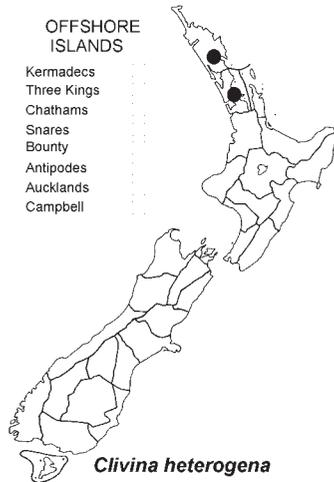 OFFSHORE
ISLANDS
Kermadecs
Three Kings
Chathams
Snares
Bounty
Antipodes
Aucklands
Campbell
Clivina heterogena